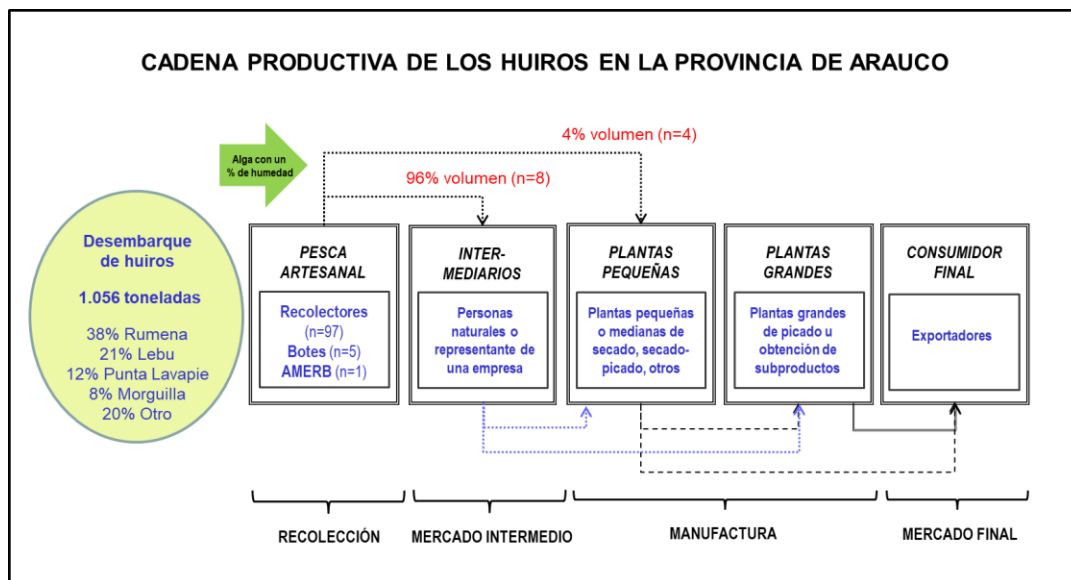 CADENA PRODUCTIVA DE LOS HUIROS EN LA PROVINCIA DE ARAUCO
4% volumen (n=4)
Alga con un
% de humedad
96% volumen (n=8)
Desembarque
de huiros
1.056 toneladas
38% Rumena
21% Lebu
12% Punta Lavapie
8% Morguilla
20% Otro
PESCA
ARTESANAL
Recolectores
(n=97)
Botes (n=5)
AMERB (n=1)
INTER-
MEDIARIOS
Personas
naturales o
representante de
una empresa
PLANTAS
PEQUEÑAS
Plantas pequeñas
o medianas de
secado, secado-
picado, otros
PLANTAS
GRANDES
Plantas grandes
de picado u
obtención de
subproductos
CONSUMIDOR
FINAL
Exportadores
RECOLECCIÓN
MERCADO INTERMEDIO
MANUFACTURA
MERCADO FINAL